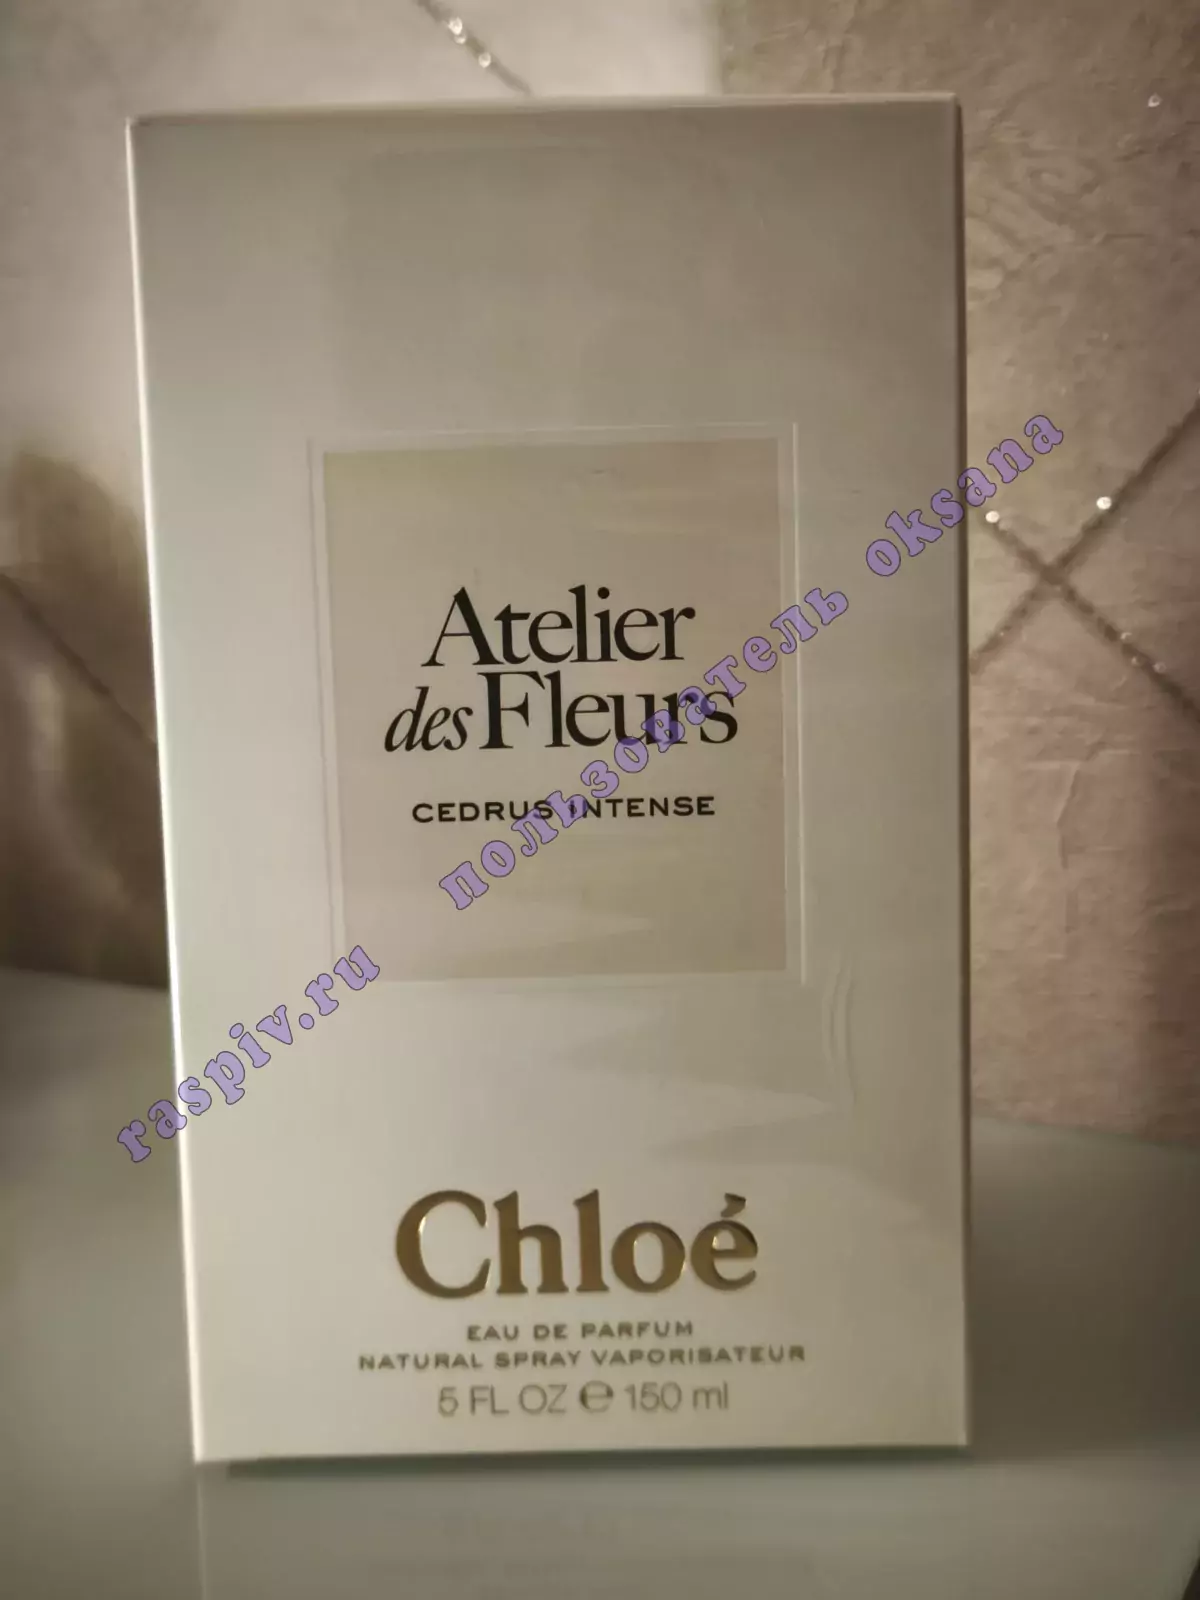 Atelier
des Fleurs
CEDRUS INTENSE
raspiv.ru пользователь oksana
Chloé
EAU DE PARFUM
NATURAL SPRAY VAPORISATEUR
5 FL OZ ℮ 150 ml